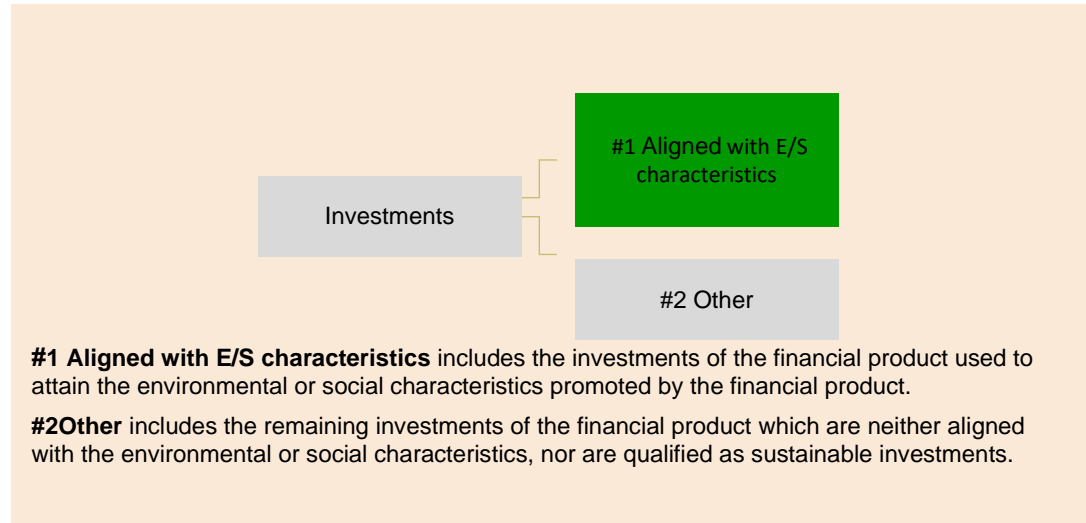 #1 Aligned with E/S
characteristics
Investments
#2 Other
#1 Aligned with E/S characteristics includes the investments of the financial product used to
attain the environmental or social characteristics promoted by the financial product.
#2Other includes the remaining investments of the financial product which are neither aligned
with the environmental or social characteristics, nor are qualified as sustainable investments.